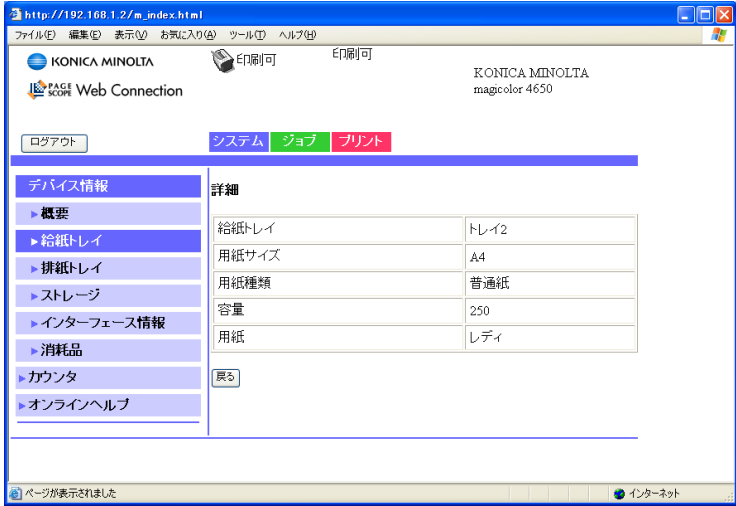 http://192.168.1.2/m_index.html
ファイル(F) 編集(E) 表示(V) お気に入り(A) ツール(T) ヘルプ(H)
KONICA MINOLTA
印刷可
印刷可
KONICA MINOLTA
magicolor 4650
PAGE SCOPE Web Connection
ログアウト
システム ジョブ プリント
デバイス情報
概要
給紙トレイ
排紙トレイ
ストレージ
インターフェース情報
消耗品
カウンタ
オンラインヘルプ
詳細
給紙トレイ トレイ2
用紙サイズ A4
用紙種類 普通紙
容量 250
用紙 レディ
戻る
ページが表示されました
インターネット